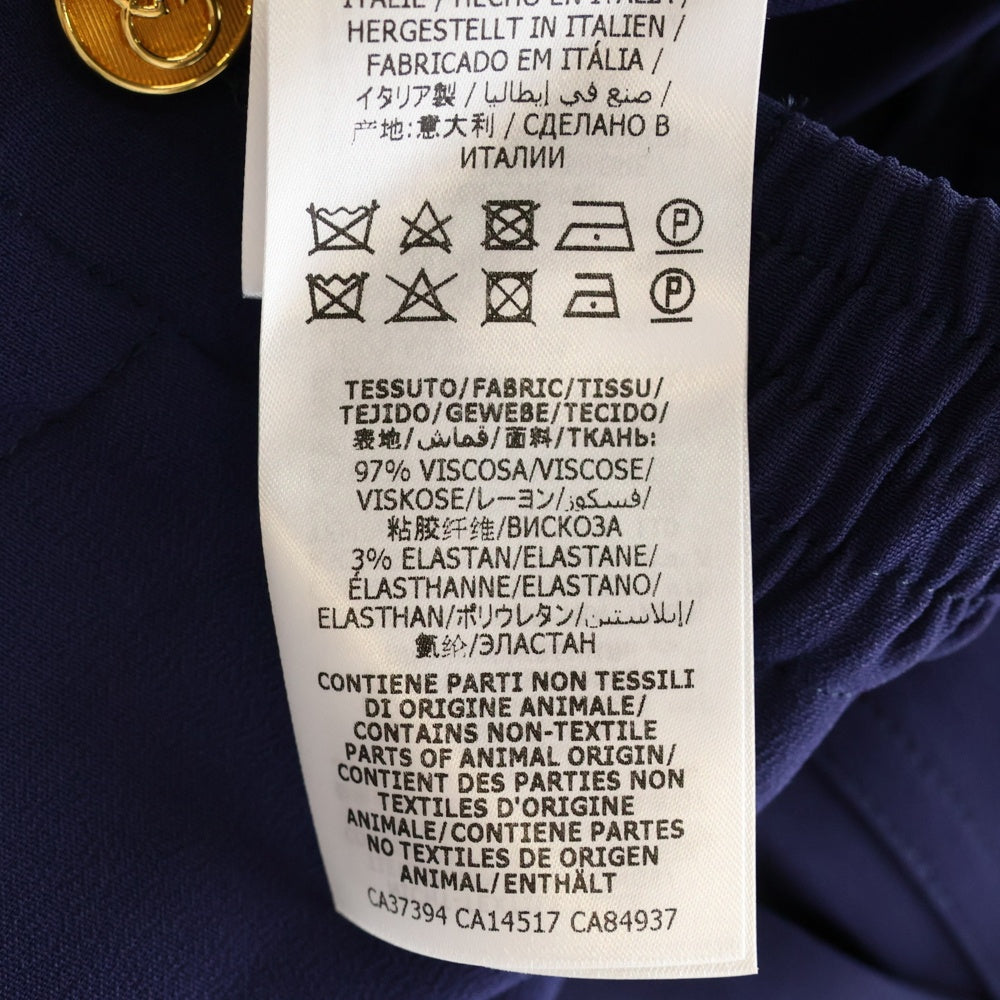 ITALIE / HECHO EN ITALIA /
HERGESTELLT IN ITALIEN /
FABRICADO EM ITÁLIA /
イタリア製 / صنع في إيطاليا /
产地:意大利 / СДЕЛАНО В
ИТАЛИИ
P
P
TESSUTO/FABRIC/TISSU/
TEJIDO/GEWEBE/TECIDO/
表地/قماش/面料/ТКАНЬ:
97% VISCOSA/VISCOSE/
VISKOSE/レーヨン/فسكوز/
粘胶纤维/ВИСКОЗА
3% ELASTAN/ELASTANE/
ÉLASTHANNE/ELASTANO/
ELASTHAN/ポリウレタン/إيلاستين/
氨纶/ЭЛАСТАН
CONTIENE PARTI NON TESSILI
DI ORIGINE ANIMALE/
CONTAINS NON-TEXTILE
PARTS OF ANIMAL ORIGIN/
CONTIENT DES PARTIES NON
TEXTILES D'ORIGINE
ANIMALE/CONTIENE PARTES
NO TEXTILES DE ORIGEN
ANIMAL/ENTHÄLT
CA37394 CA14517 CA84937